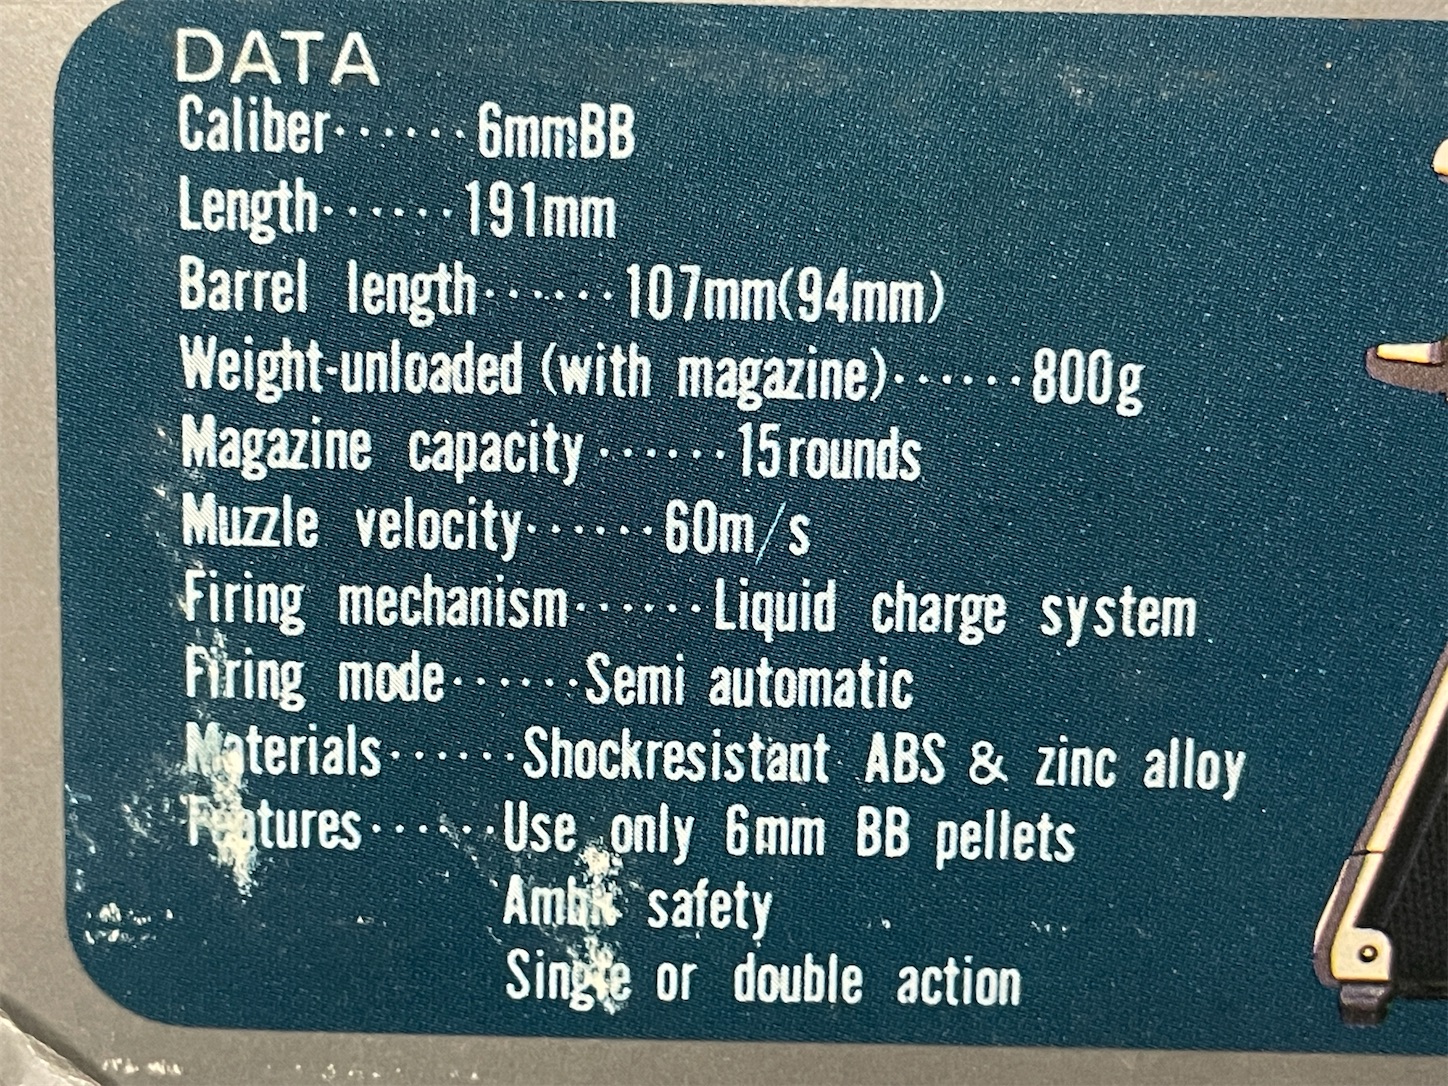 DATA
Caliber······6mmBB
Length······191mm
Barrel length······107mm(94mm)
Weight-unloaded (with magazine)······800g
Magazine capacity······15rounds
Muzzle velocity······60m/s
Firing mechanism······Liquid charge system
Firing mode······Semi automatic
Materials······Shockresistant ABS & zinc alloy
Features······Use only 6mm BB pellets
safety
Single or double action